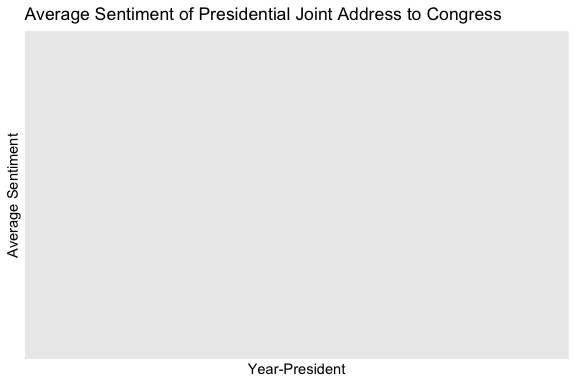 Average Sentiment of Presidential Joint Address to Congress
Average Sentiment
Year-President